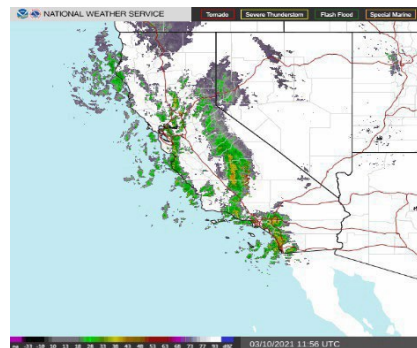 NATIONAL WEATHER SERVICE
Tornado
Severe Thunderstorm
Flash Flood
Special Marine
03/10/2021 11:56 UTC